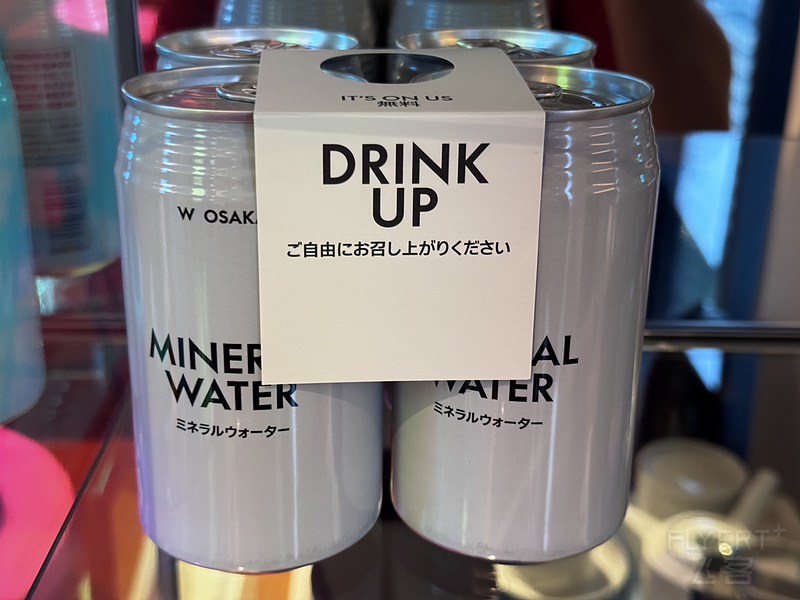 IT'S ON US
無料
DRINK
UP
ご自由にお召し上がりください
W OSAKA
MINER
WATER
ミネラルウォーター
AL
WATER
ミネラルウォーター
FLYERT+
飞客